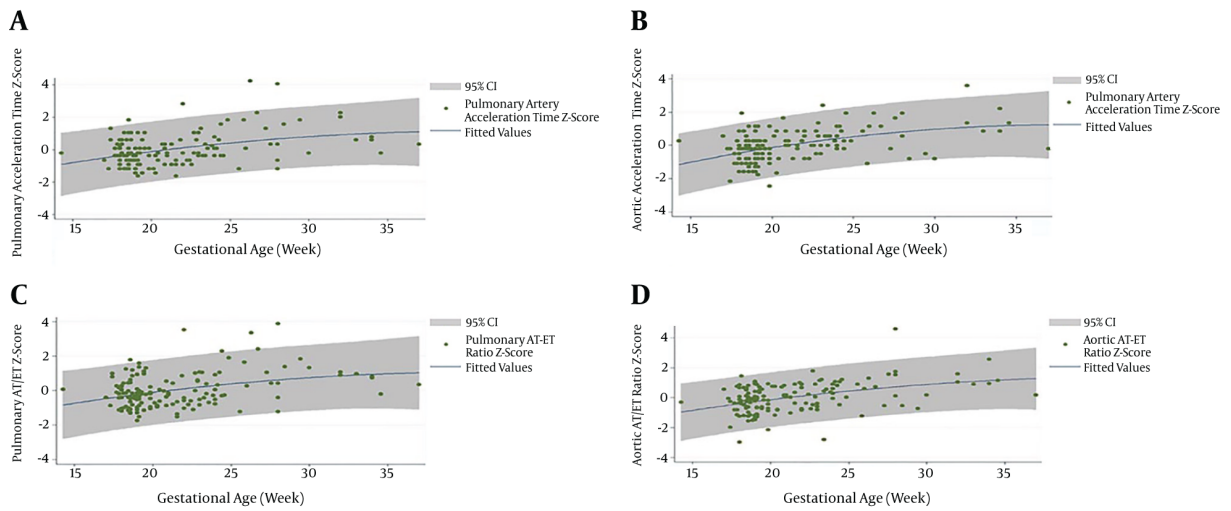 A
Pulmonary Acceleration Time Z-Score
4
2
0
-2
-4
15
20
25
30
35
Gestational Age (Week)
95% CI
Pulmonary Artery
Acceleration Time Z-Score
Fitted Values
B
Aortic Acceleration Time Z-Score
4
2
0
-2
-4
15
20
25
30
35
Gestational Age (Week)
95% CI
Pulmonary Artery
Acceleration Time Z-Score
Fitted Values
C
Pulmonary AT/ET Z-Score
4
2
0
-2
-4
15
20
25
30
35
Gestational Age (Week)
95% CI
Pulmonary AT-ET
Ratio Z-Score
Fitted Values
D
Aortic AT/ET Ratio Z-Score
4
2
0
-2
-4
15
20
25
30
35
Gestational Age (Week)
95% CI
Aortic AT-ET
Ratio Z-Score
Fitted Values